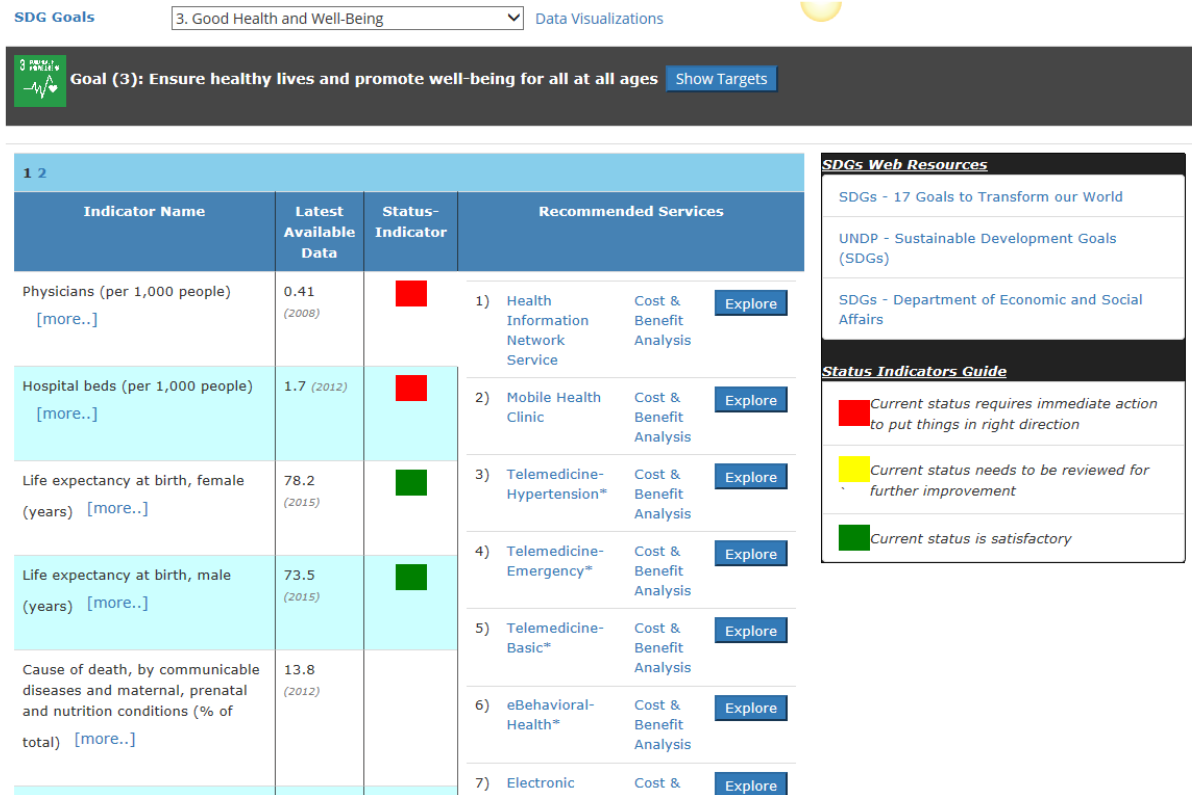 SDG Goals
3. Good Health and Well-Being
Data Visualizations
3
Goal (3): Ensure healthy lives and promote well-being for all at all ages
Show Targets
1 2
Indicator Name
Latest
Available
Data
Status-
Indicator
Recommended Services
Physicians (per 1,000 people)
[more..]
0.41
(2008)
Hospital beds (per 1,000 people)
[more..]
1.7 (2012)
Life expectancy at birth, female
(years) [more..]
78.2
(2015)
Life expectancy at birth, male
(years) [more..]
73.5
(2015)
Cause of death, by communicable
diseases and maternal, prenatal
and nutrition conditions (% of
total) [more..]
13.8
(2012)
1) Health
Information
Network
Service
Cost &
Benefit
Analysis
Explore
2) Mobile Health
Clinic
Cost &
Benefit
Analysis
Explore
3) Telemedicine-
Hypertension*
Cost &
Benefit
Analysis
Explore
4) Telemedicine-
Emergency*
Cost &
Benefit
Analysis
Explore
5) Telemedicine-
Basic*
Cost &
Benefit
Analysis
Explore
6) eBehavioral-
Health*
Cost &
Benefit
Analysis
Explore
7) Electronic
Cost &
Explore
SDGs Web Resources
SDGs - 17 Goals to Transform our World
UNDP - Sustainable Development Goals
(SDGs)
SDGs - Department of Economic and Social
Affairs
Status Indicators Guide
Current status requires immediate action
to put things in right direction
Current status needs to be reviewed for
` further improvement
Current status is satisfactory